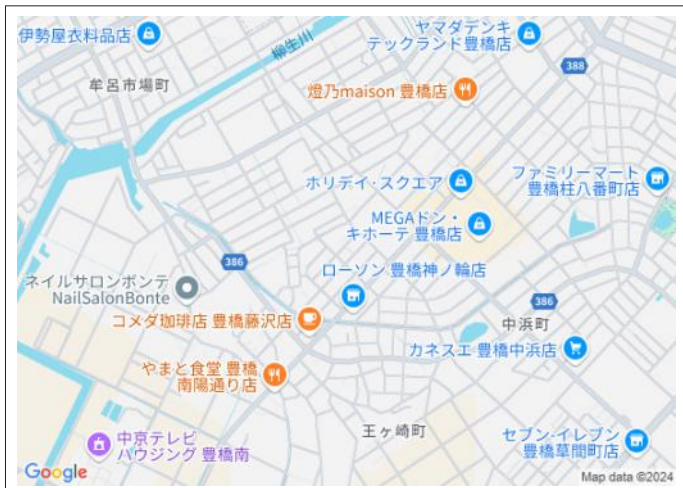 伊勢屋衣料品店
柳生川
ヤマダデンキ
テックランド豊橋店
388
牟呂市場町
燈乃maison 豊橋店
ホリデイ·スクエア
ファミリーマート
豊橋柱八番町店
MEGAドン・
キホーテ 豊橋店
386
ローソン 豊橋神ノ輪店
ネイルサロンボンテ
NailSalonBonte
386
コメダ珈琲店 豊橋藤沢店
中浜町
カネスエ 豊橋中浜店
やまと食堂 豊橋
南陽通り店
王ヶ崎町
中京テレビ
ハウジング 豊橋南
セブン-イレブン
豊橋草間町店
Google
Map data ©2024